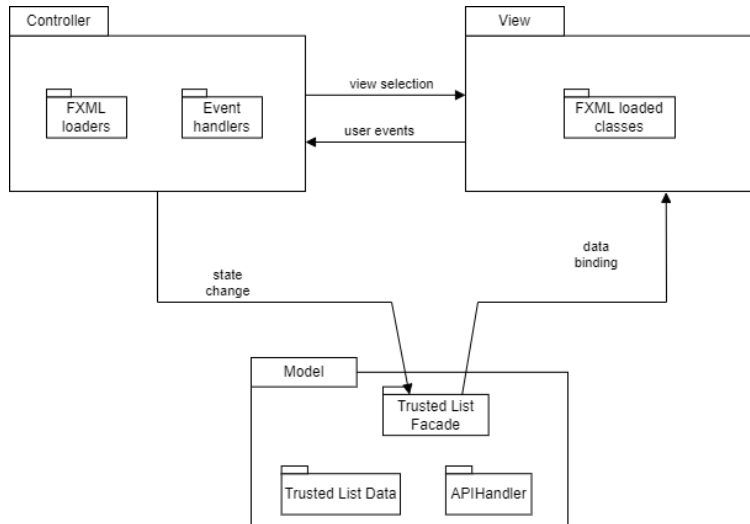 Controller
View
FXML
loaders
Event
handlers
view selection
user events
FXML loaded
classes
state
change
data
binding
Model
Trusted List
Facade
Trusted List Data
APIHandler